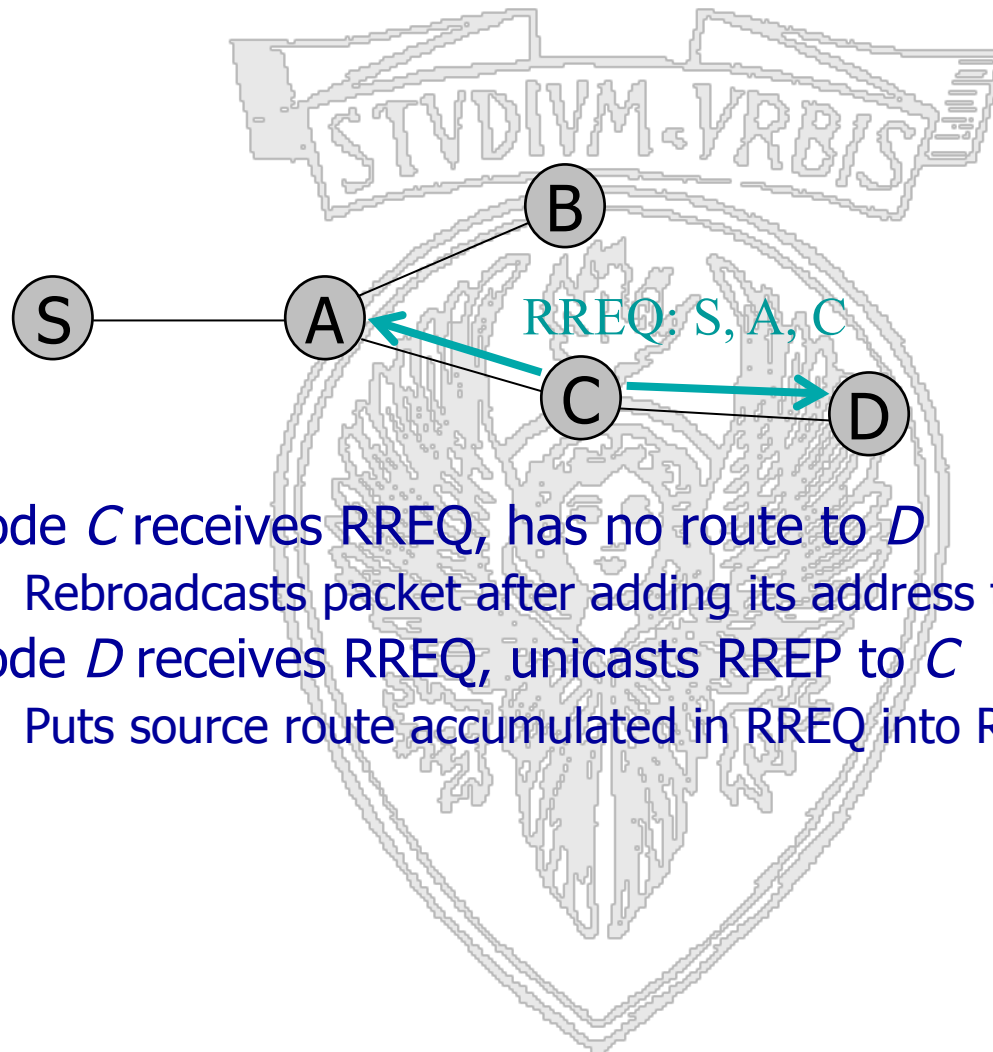 STVDIVM VRBIS
B
S
A
RREQ: S, A, C
C
D
ode C receives RREQ, has no route to D
Rebroadcasts packet after adding its address
ode D receives RREQ, unicasts RREP to C
Puts source route accumulated in RREQ into R